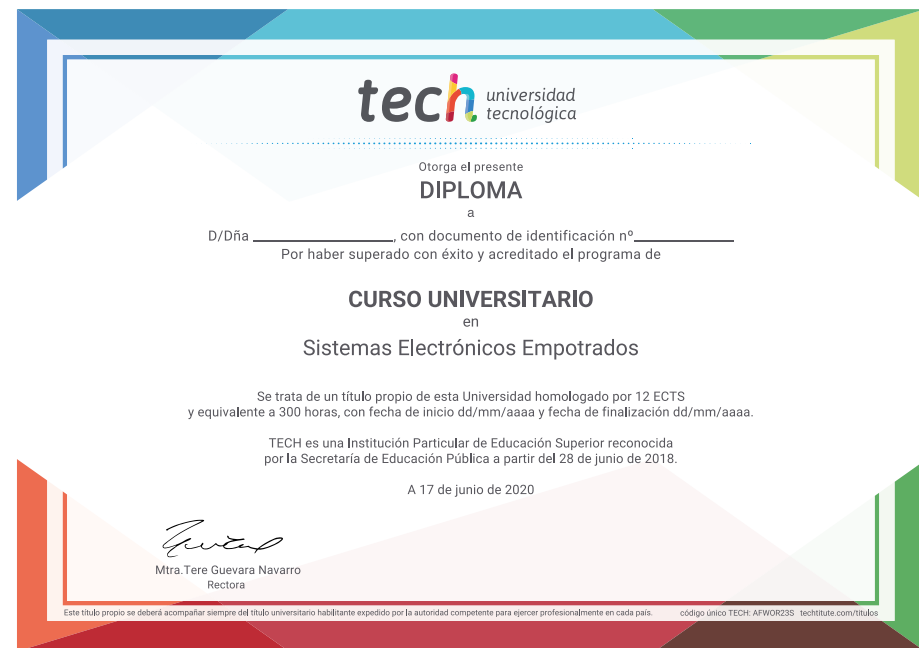 tech universidad
tecnológica
Otorga el presente
DIPLOMA
a
D/Dña ____________________, con documento de identificación nº______________
Por haber superado con éxito y acreditado el programa de
CURSO UNIVERSITARIO
en
Sistemas Electrónicos Empotrados
Se trata de un título propio de esta Universidad homologado por 12 ECTS
y equivalente a 300 horas, con fecha de inicio dd/mm/aaaa y fecha de finalización dd/mm/aaaa.
TECH es una Institución Particular de Educación Superior reconocida
por la Secretaría de Educación Pública a partir del 28 de junio de 2018.
A 17 de junio de 2020
Mtra.Tere Guevara Navarro
Rectora
Este título propio se deberá acompañar siempre del título universitario habilitante expedido por la autoridad competente para ejercer profesionalmente en cada país. código único TECH: AFWOR23S techtitute.com/titulos